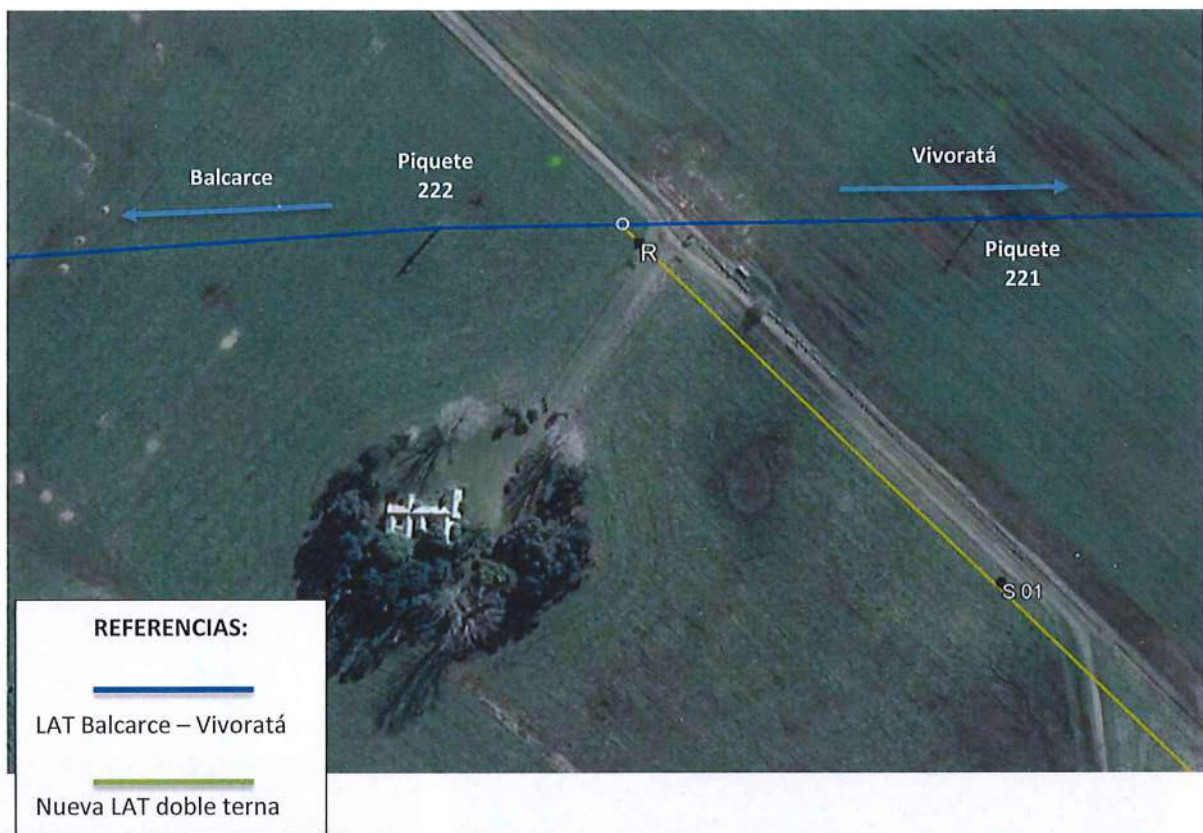 Balcarce
Piquete
222
Vivoratá
Piquete
221
O
R
S 01
REFERENCIAS:
LAT Balcarce – Vivoratá
Nueva LAT doble terna